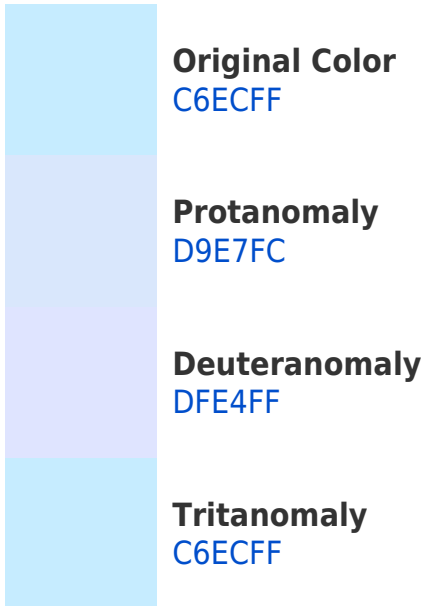 Original Color
C6ECFF
Protanomaly
D9E7FC
Deuteranomaly
DFE4FF
Tritanomaly
C6ECFF